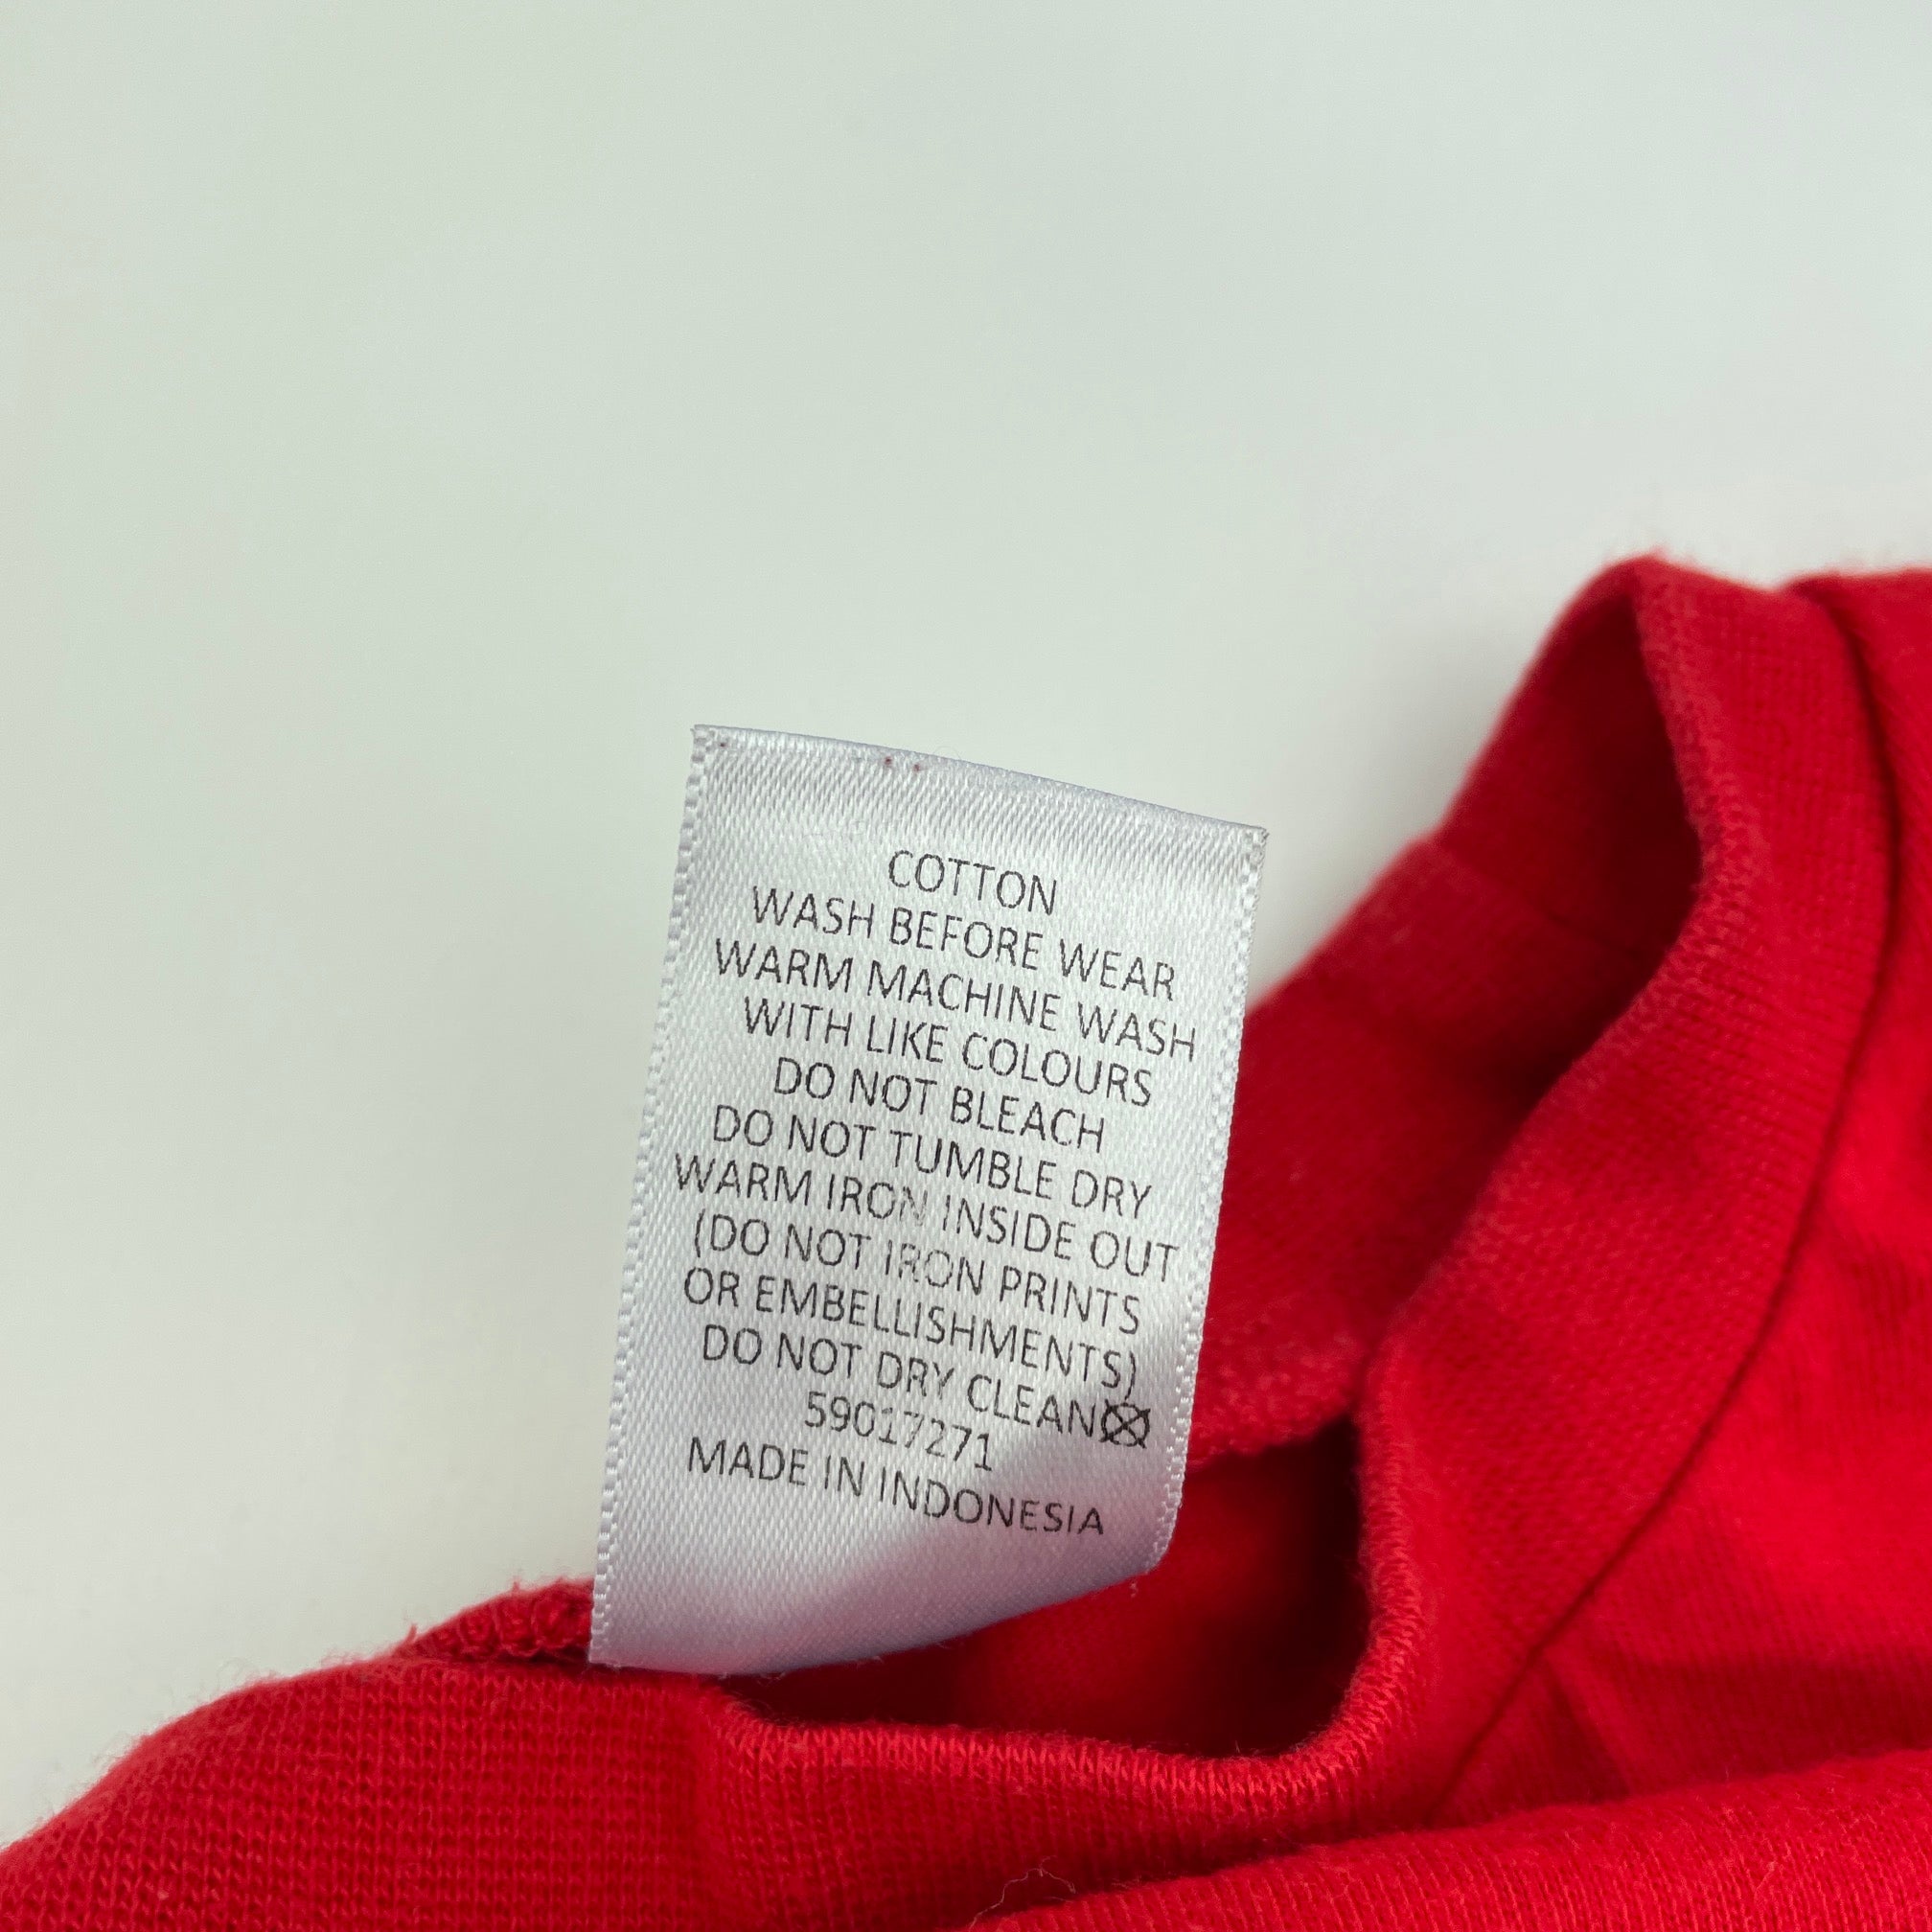 COTTON
WASH BEFORE WEAR
WARM MACHINE WASH
WITH LIKE COLOURS
DO NOT BLEACH
DO NOT TUMBLE DRY
WARM IRON INSIDE OUT
(DO NOT IRON PRINTS
OR EMBELLISHMENTS)
DO NOT DRY CLEAN
59017271
MADE IN INDONESIA